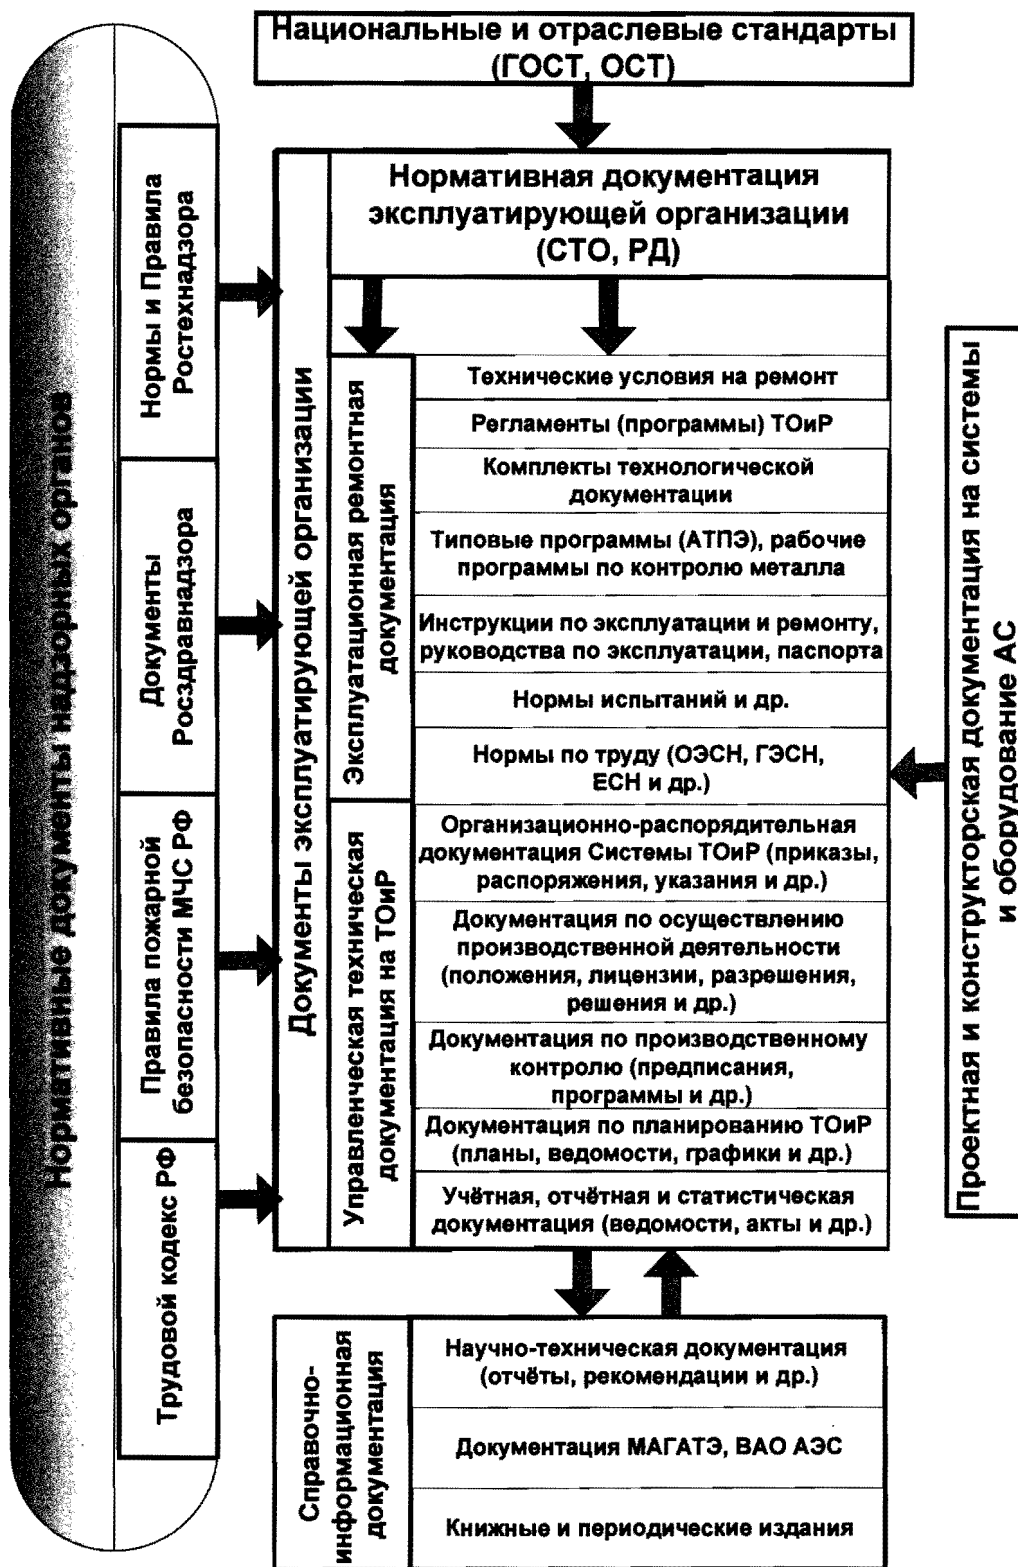 Национальные и отраслевые стандарты
(ГОСТ, ОСТ)
Нормативные документы надзорных органов
Нормы и Правила
Ростехнадзора
Документы
Росздравнадзора
Правила пожарной
безопасности МЧС РФ
Трудовой кодекс РФ
Документы эксплуатирующей организации
Нормативная документация
эксплуатирующей организации
(СТО, РД)
Эксплуатационная ремонтная
документация
Технические условия на ремонт
Регламенты (программы) ТОиР
Комплекты технологической
документации
Типовые программы (АТПЭ), рабочие
программы по контролю металла
Инструкции по эксплуатации и ремонту,
руководства по эксплуатации, паспорта
Нормы испытаний и др.
Нормы по труду (ОЭСН, ГЭСН,
ЕСН и др.)
Управленческая техническая
документация на ТОиР
Организационно-распорядительная
документация Системы ТОиР (приказы,
распоряжения, указания и др.)
Документация по осуществлению
производственной деятельности
(положения, лицензии, разрешения,
решения и др.)
Документация по производственному
контролю (предписания,
программы и др.)
Документация по планированию ТОиР
(планы, ведомости, графики и др.)
Учётная, отчётная и статистическая
документация (ведомости, акты и др.)
Проектная и конструкторская документация на системы
и оборудование АС
Справочно-
информационная
документация
Научно-техническая документация
(отчёты, рекомендации и др.)
Документация МАГАТЭ, ВАО АЭС
Книжные и периодические издания